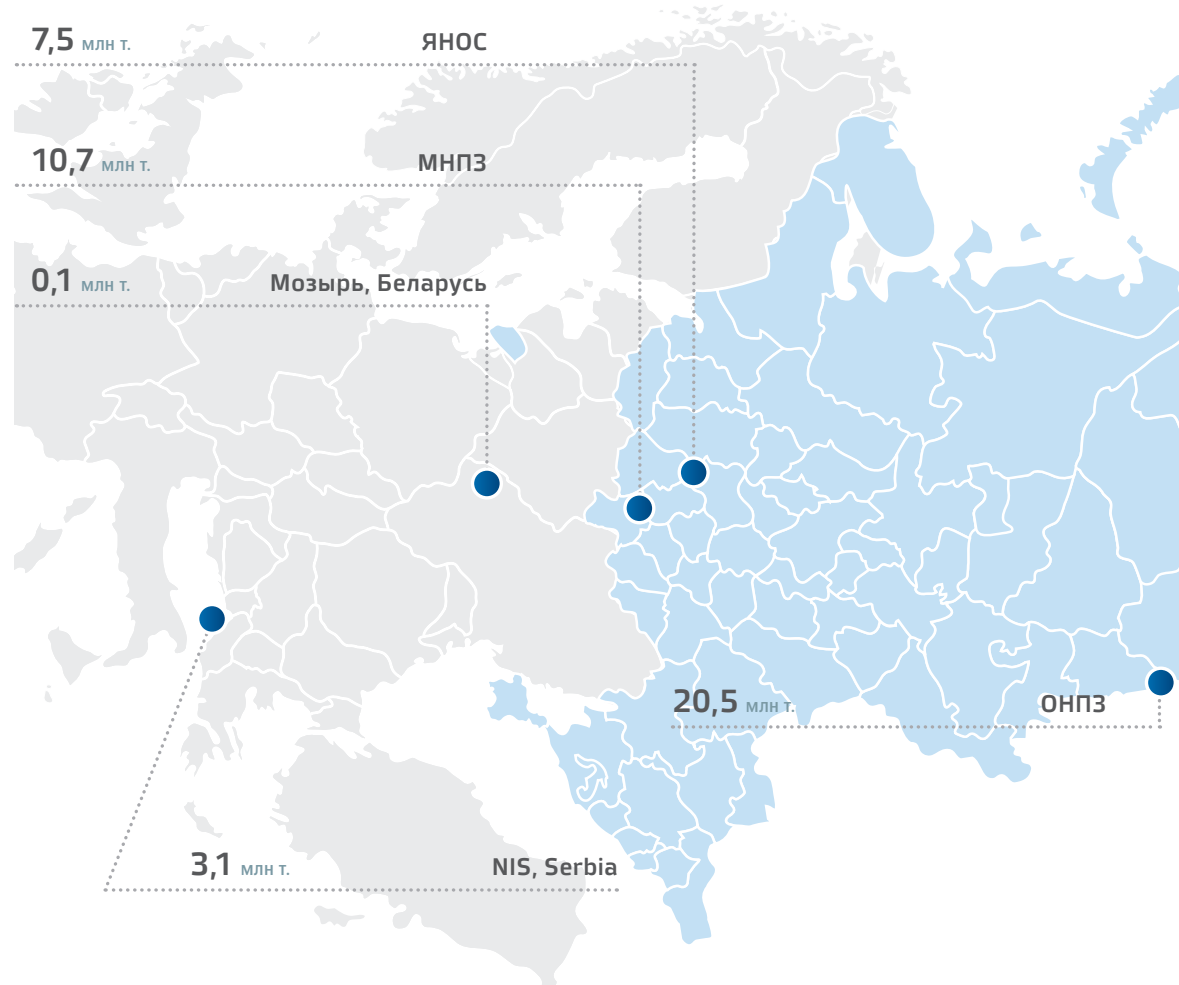 7,5 млн т. ЯНОС
10,7 млн т. МНПЗ
0,1 млн т. Мозырь, Беларусь
20,5 млн т. ОНПЗ
3,1 млн т. NIS, Serbia